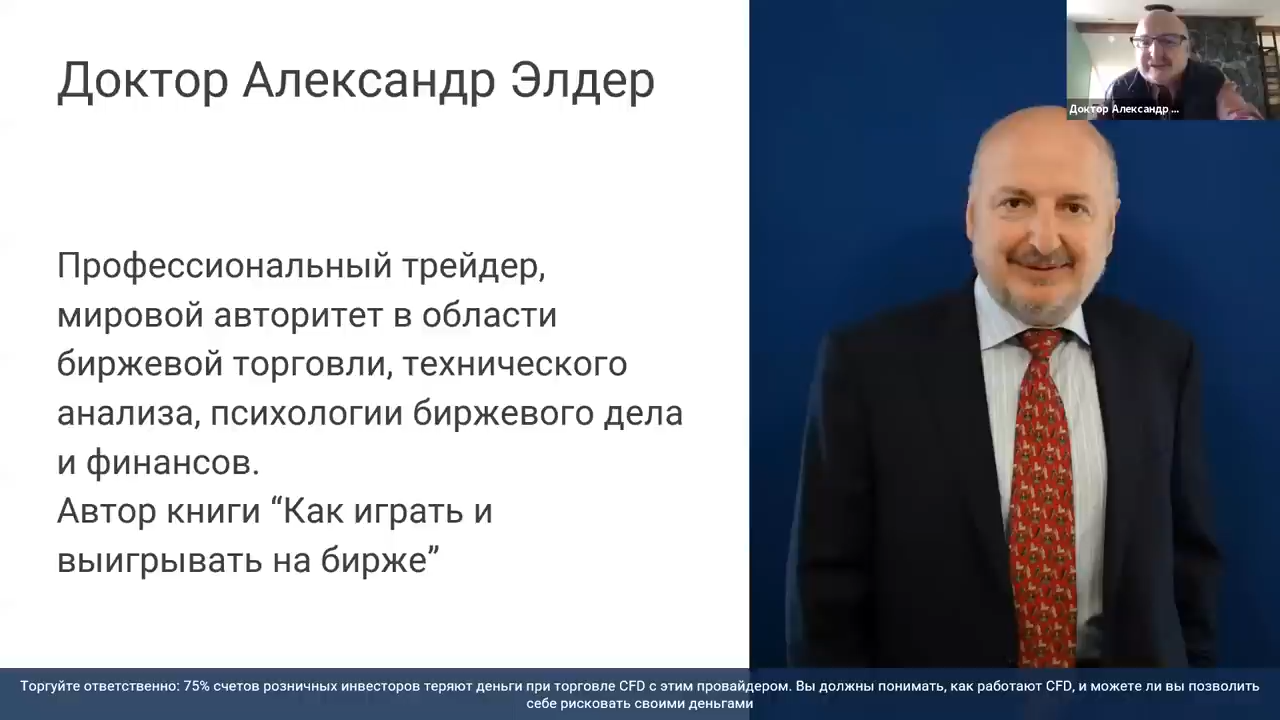 Доктор Александр Элдер
Доктор Александр ...
Профессиональный трейдер,
мировой авторитет в области
биржевой торговли, технического
анализа, психологии биржевого дела
и финансов.
Автор книги “Как играть и
выигрывать на бирже”
Торгуйте ответственно: 75% счетов розничных инвесторов теряют деньги при торговле CFD с этим провайдером. Вы должны понимать, как работают CFD, и можете ли вы позволить
себе рисковать своими деньгами